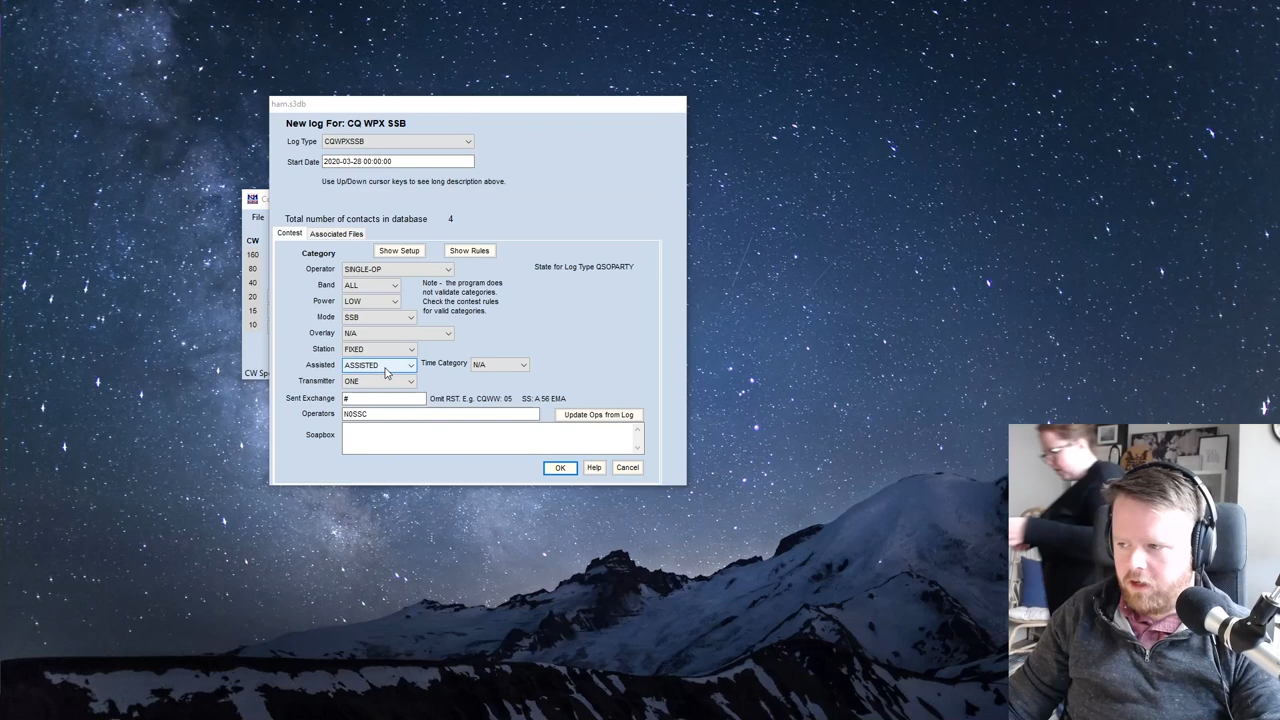 ham.s3db
New log For: CQ WPX SSB
Log Type CQWPXSSB
Start Date 2020-03-28 00:00:00
Use Up/Down cursor keys to see long description above.
File
Total number of contacts in database 4
Contest Associated Files
CW
160
80
40
20
15
10
CW
Category Show Setup Show Rules
Operator SINGLE-OP State for Log Type QSOPARTY
Band ALL Note - the program does
not validate categories.
Check the contest rules
for valid categories.
Power LOW
Mode SSB
Overlay N/A
Station FIXED
Assisted ASSISTED Time Category N/A
Transmitter ONE
Sent Exchange # Omit RST. E.g. CQWW: 05 SS: A 56 EMA
Operators N0SSC Update Ops from Log
Soapbox
OK Help Cancel